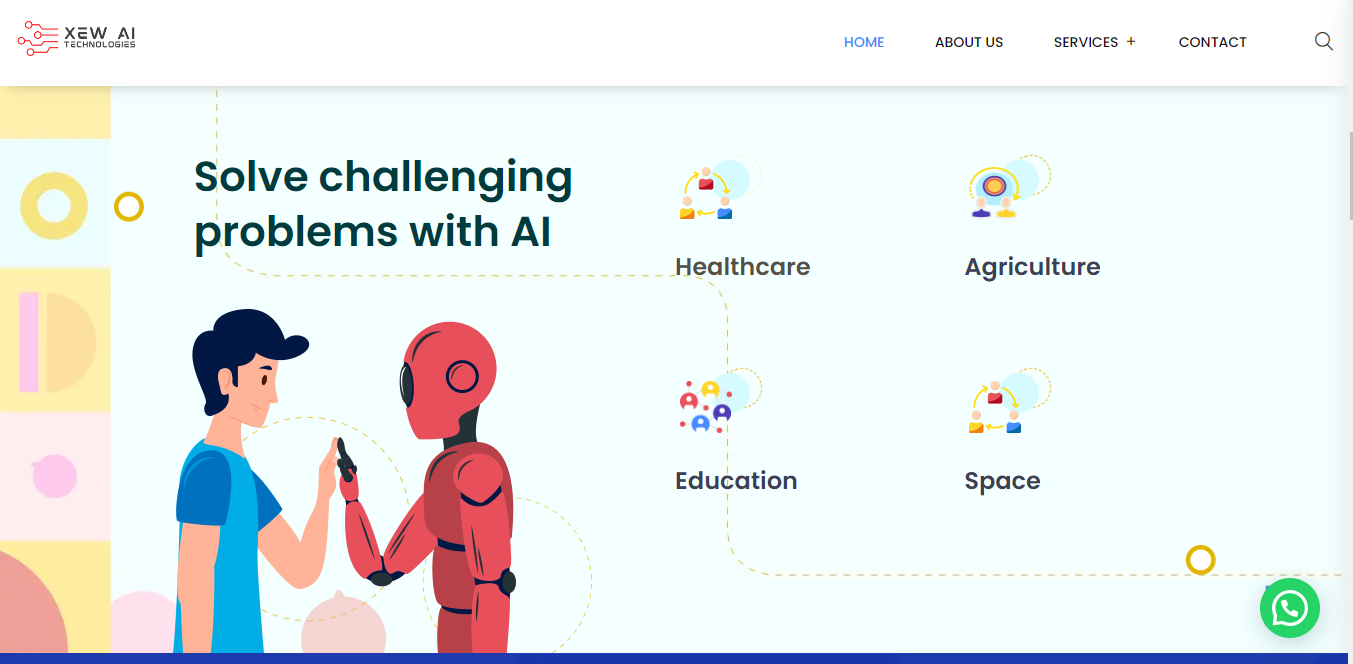 XEW AI
TECHNOLOGIES
HOME
ABOUT US
SERVICES +
CONTACT
Solve challenging
problems with AI
Healthcare
Agriculture
Education
Space